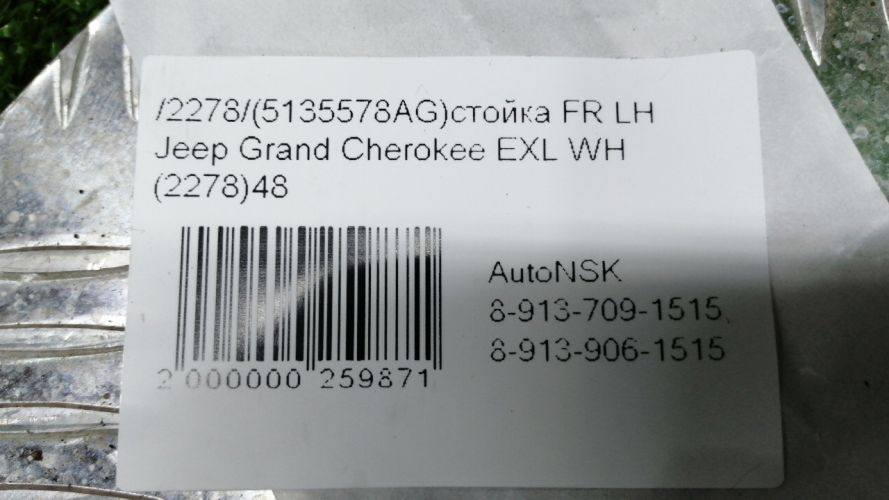 /2278/(5135578AG)стойка FR LH
Jeep Grand Cherokee EXL WH
(2278)48
AutoNSK
8-913-709-1515,
8-913-906-1515
2 000000 259871